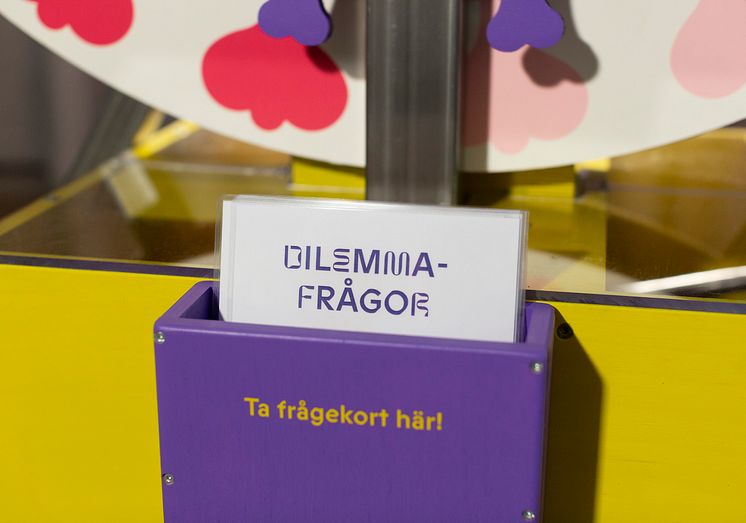 DILEMMA-
FRÅGOR
Ta frågekort här!